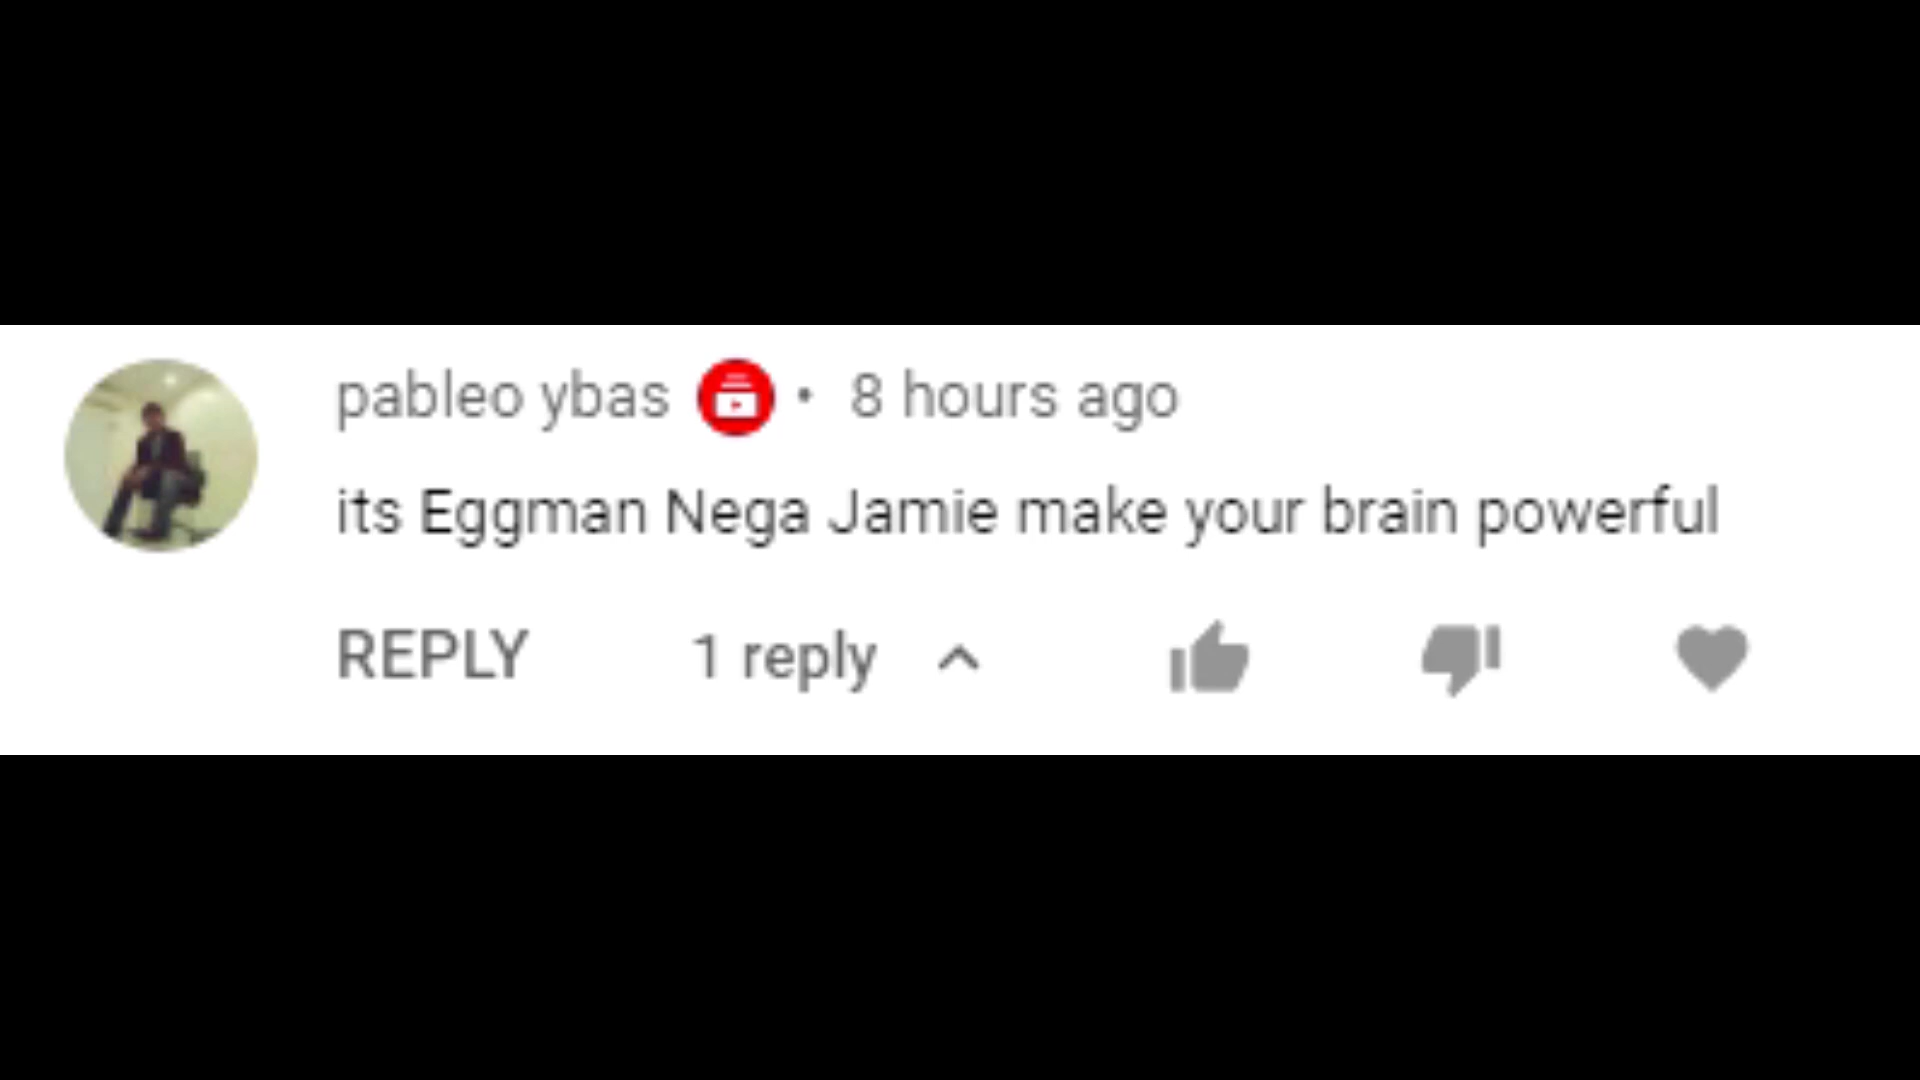 pableo ybas • 8 hours ago
its Eggman Nega Jamie make your brain powerful
REPLY 1 reply